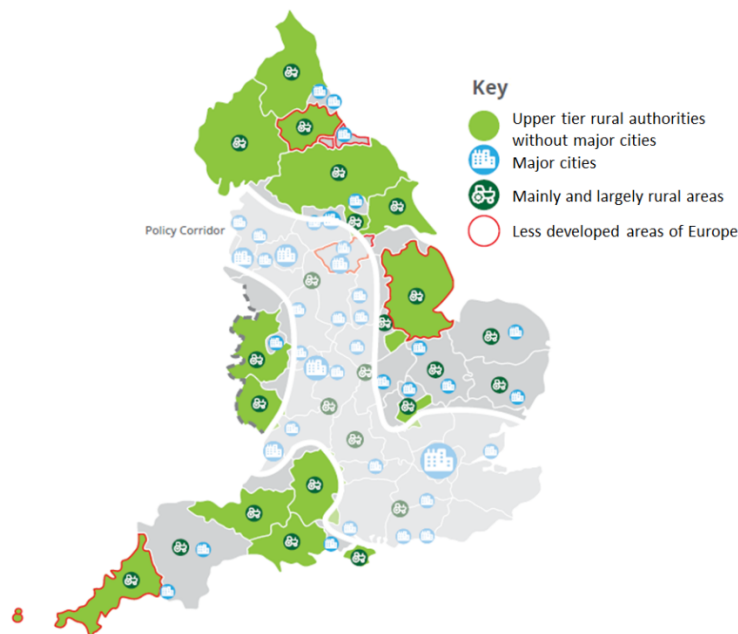 Key
Upper tier rural authorities
without major cities
Major cities
Mainly and largely rural areas
Less developed areas of Europe
Policy Corridor